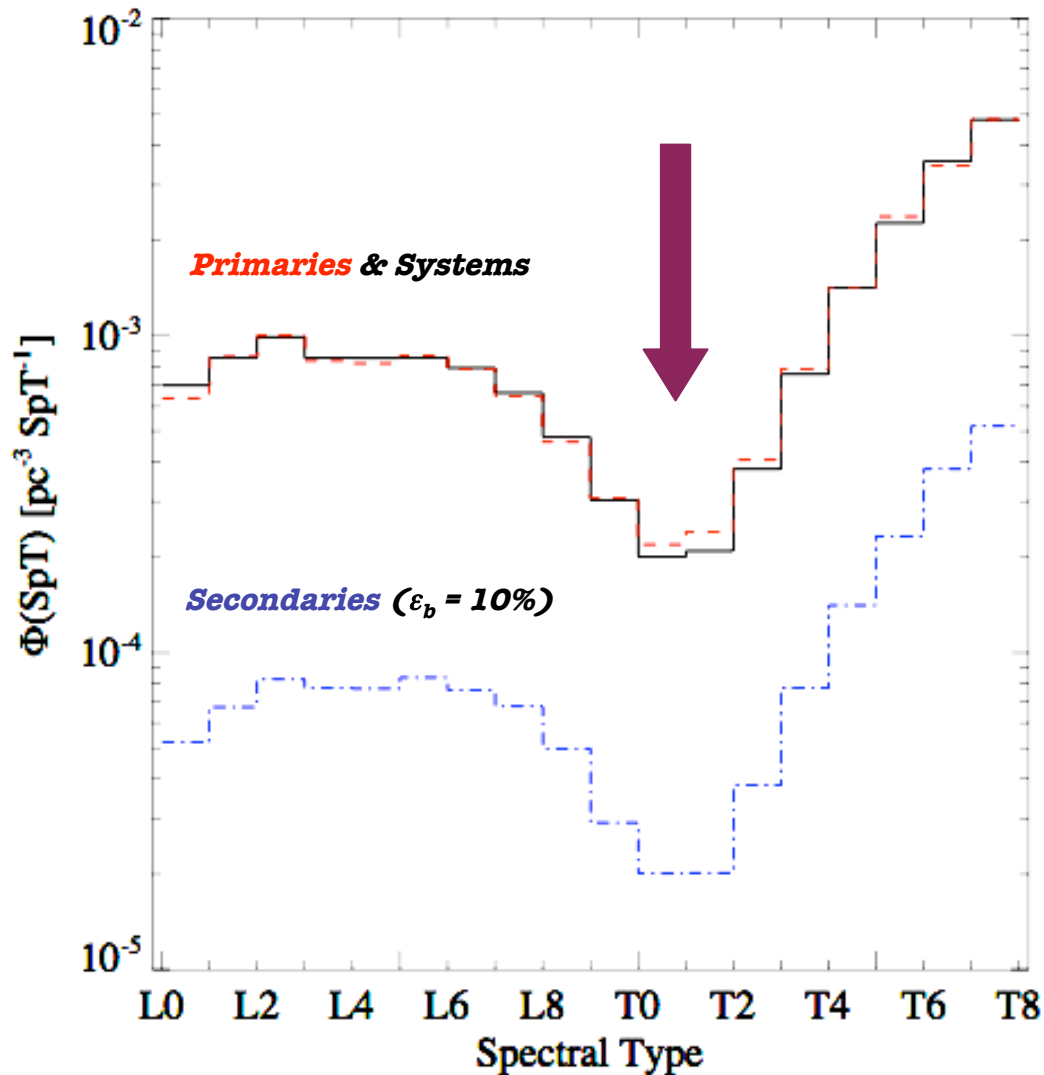 10⁻²
Primaries & Systems
10⁻³
Φ(SpT) [pc⁻³ SpT⁻¹]
Secondaries (ε_b = 10%)
10⁻⁴
10⁻⁵
L0 L2 L4 L6 L8 T0 T2 T4 T6 T8
Spectral Type